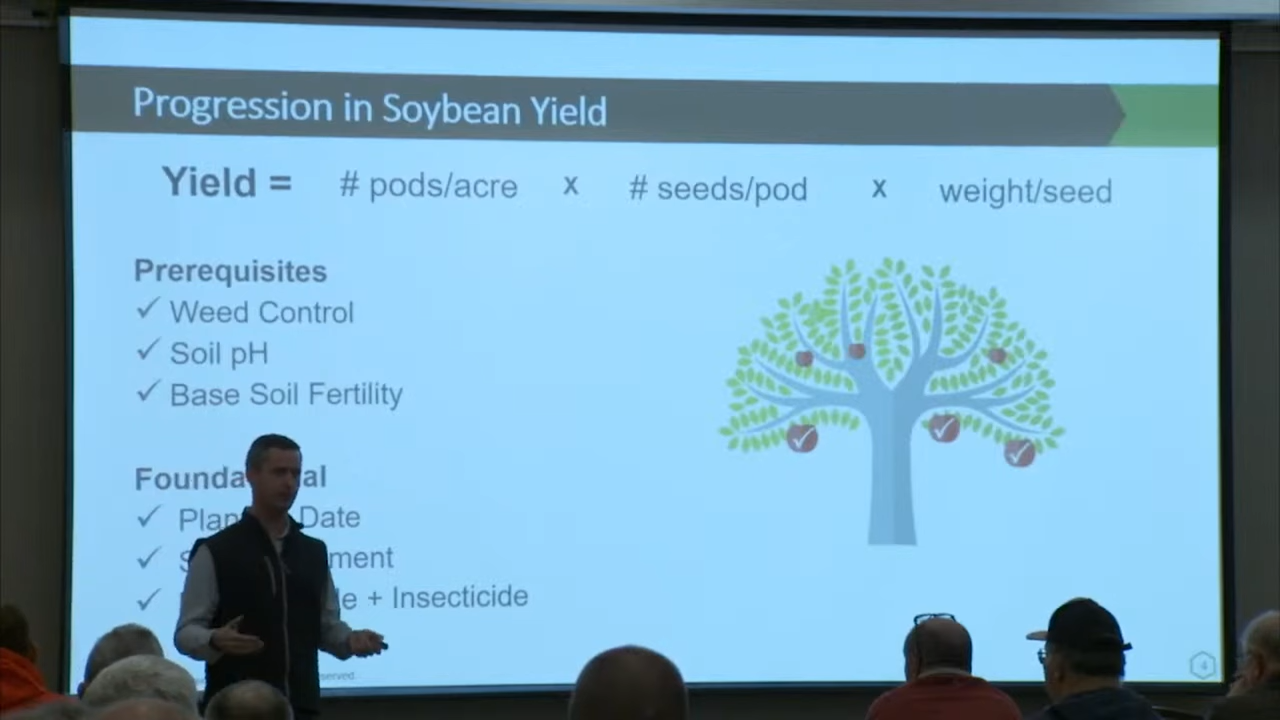 Progression in Soybean Yield
Yield = # pods/acre x # seeds/pod x weight/seed
Prerequisites
✓ Weed Control
✓ Soil pH
✓ Base Soil Fertility
✓ Date
✓
✓ + Insecticide
4